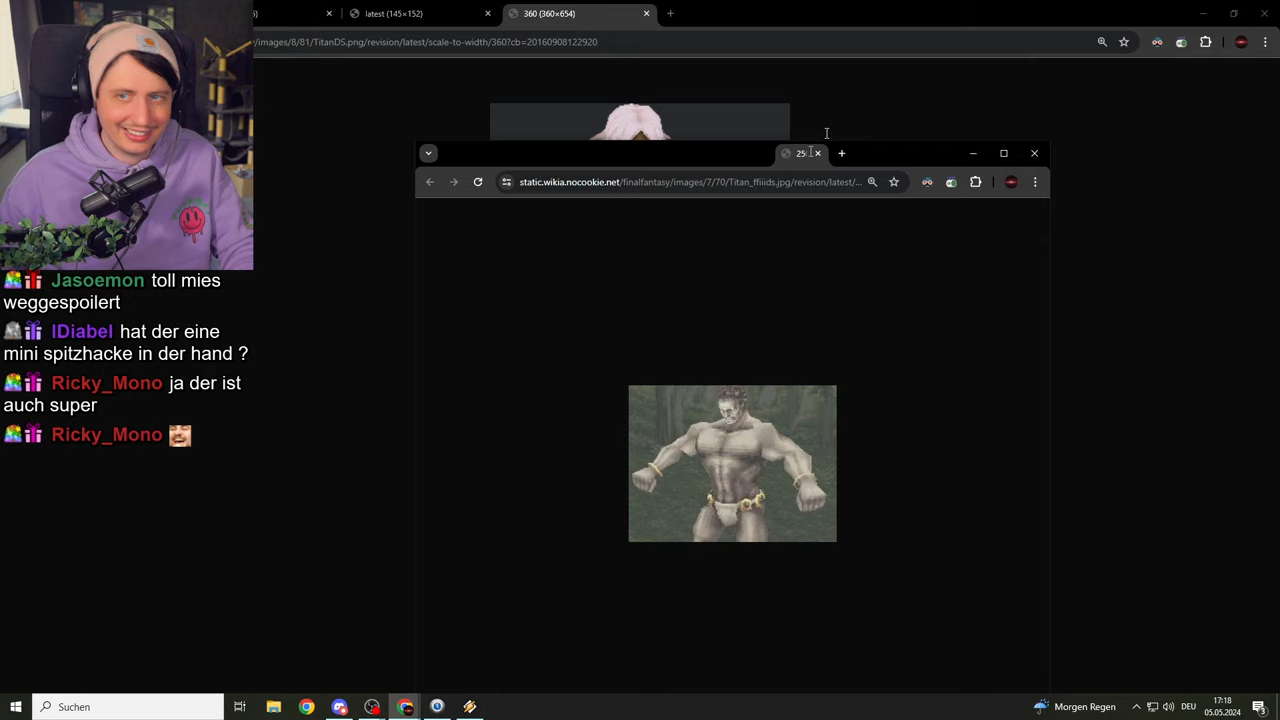 latest (145×152)
360 (360×654)
/images/8/81/TitanDS.png/revision/latest/scale-to-width/360?cb=20160908122920
static.wikia.nocookie.net/finalfantasy/images/7/70/Titan_ffiiids.jpg/revision/latest/...
Jasoemon toll mies
weggespoilert
IDiabel hat der eine
mini spitzhacke in der hand ?
Ricky_Mono ja der ist
auch super
Ricky_Mono
Suchen
Morgen Regen
DEU
17:18
05.05.2024